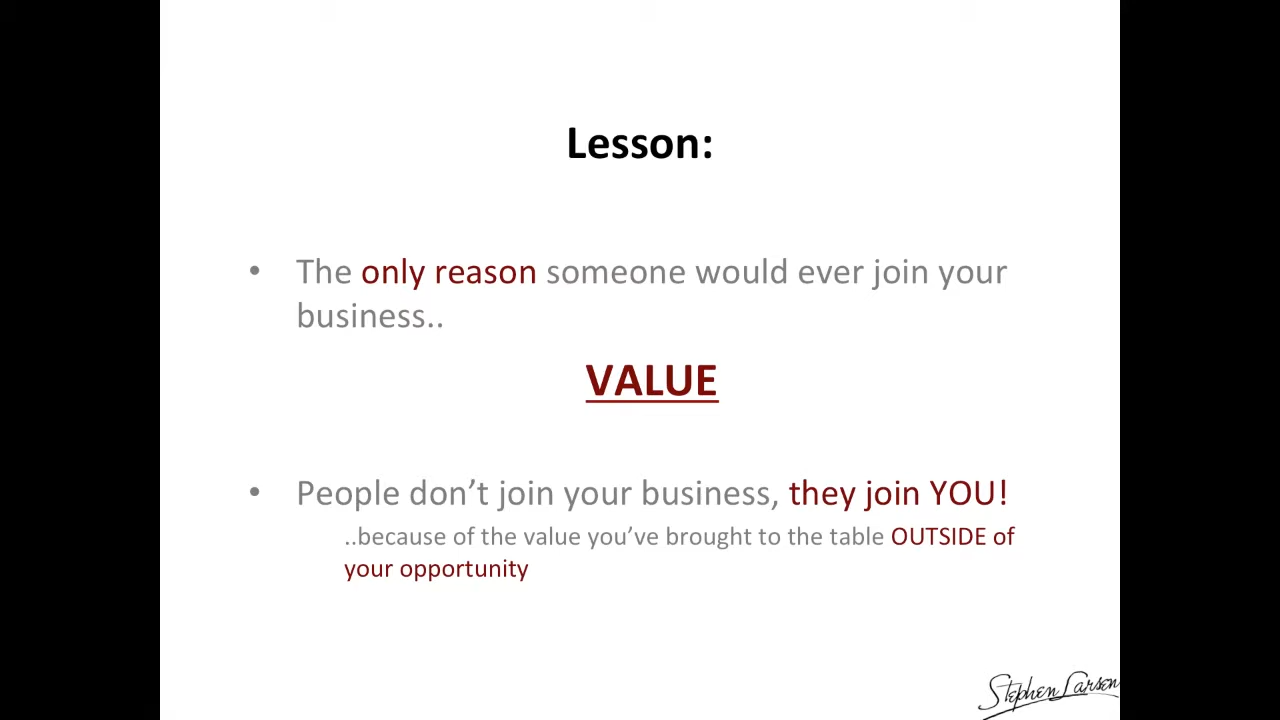 Lesson:
• The only reason someone would ever join your
business..
VALUE
• People don’t join your business, they join YOU!
..because of the value you’ve brought to the table OUTSIDE of
your opportunity
Stephen Larsen